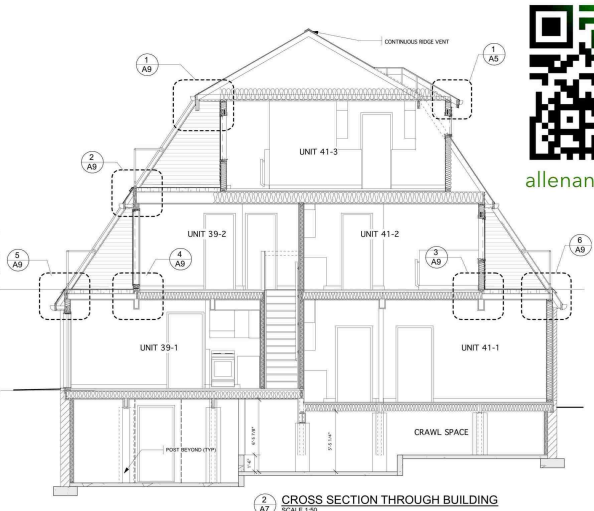 CONTINUOUS RIDGE VENT
1
A9
1
A5
UNIT 41-3
allenan
2
A9
UNIT 39-2
UNIT 41-2
5
A9
4
A9
3
A9
6
A9
UNIT 39-1
UNIT 41-1
CRAWL SPACE
POST BEYOND (TYP)
2
A7
CROSS SECTION THROUGH BUILDING
SCALE 1:50